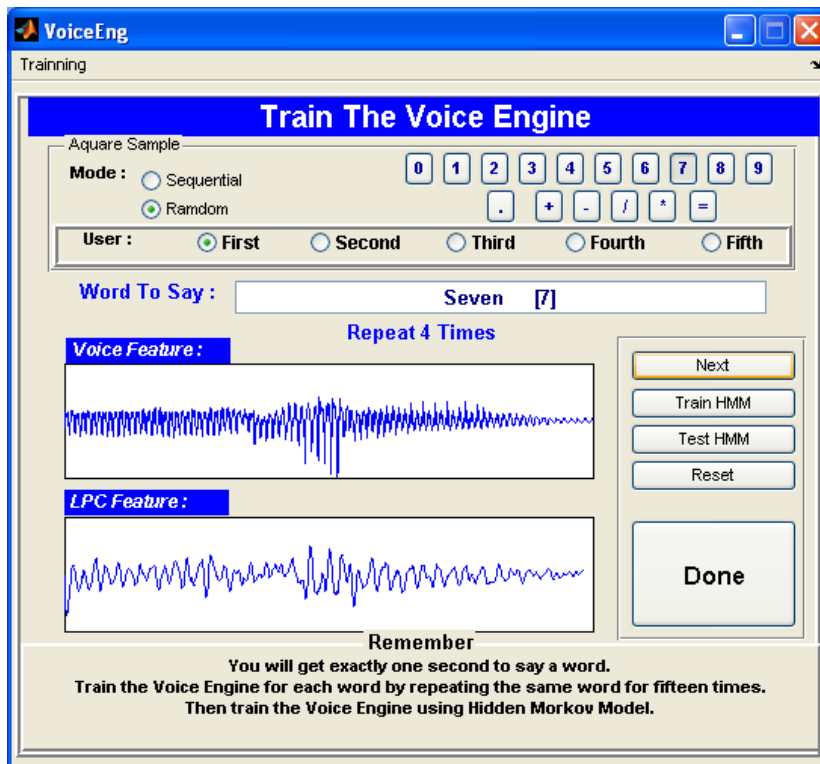 VoiceEng
Trainning
Train The Voice Engine
Aquare Sample
Mode :
Sequential
0 1 2 3 4 5 6 7 8 9
Ramdom
. + - / * =
User : First Second Third Fourth Fifth
Word To Say : Seven [7]
Repeat 4 Times
Voice Feature :
Next
Train HMM
Test HMM
Reset
LPC Feature :
Done
Remember
You will get exactly one second to say a word.
Train the Voice Engine for each word by repeating the same word for fifteen times.
Then train the Voice Engine using Hidden Morkov Model.